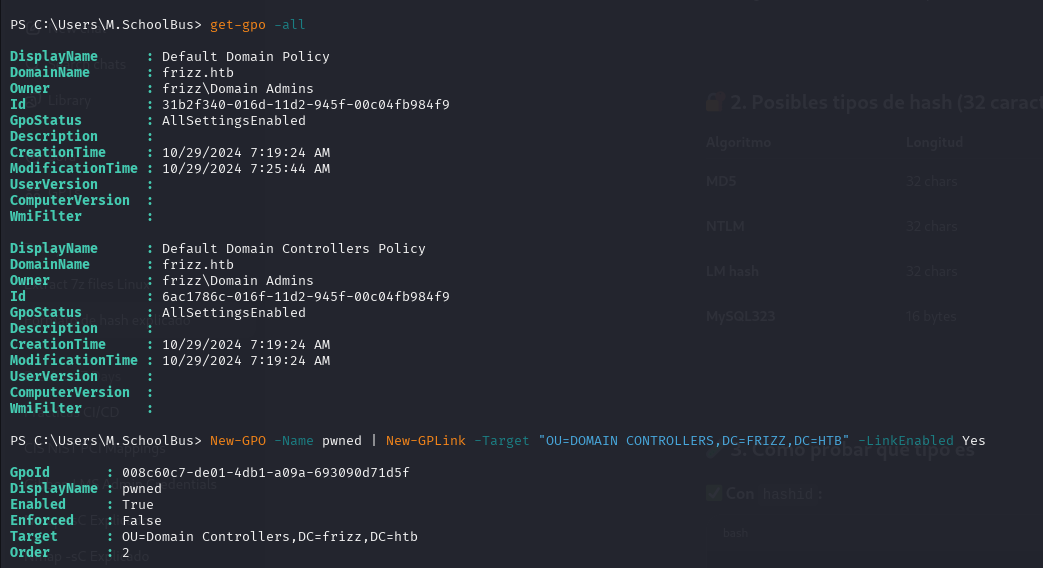 PS C:\Users\M.SchoolBus> get-gpo -all
DisplayName : Default Domain Policy
DomainName : frizz.htb
Owner : frizz\Domain Admins
Id : 31b2f340-016d-11d2-945f-00c04fb984f9
GpoStatus : AllSettingsEnabled
Description :
CreationTime : 10/29/2024 7:19:24 AM
ModificationTime : 10/29/2024 7:25:44 AM
UserVersion :
ComputerVersion :
WmiFilter :
DisplayName : Default Domain Controllers Policy
DomainName : frizz.htb
Owner : frizz\Domain Admins
Id : 6ac1786c-016f-11d2-945f-00c04fb984f9
GpoStatus : AllSettingsEnabled
Description :
CreationTime : 10/29/2024 7:19:24 AM
ModificationTime : 10/29/2024 7:19:24 AM
UserVersion :
ComputerVersion :
WmiFilter :
PS C:\Users\M.SchoolBus> New-GPO -Name pwned | New-GPLink -Target "OU=DOMAIN CONTROLLERS,DC=FRIZZ,DC=HTB" -LinkEnabled Yes
GpoId : 008c60c7-de01-4db1-a09a-693090d71d5f
DisplayName : pwned
Enabled : True
Enforced : False
Target : OU=Domain Controllers,DC=frizz,DC=htb
Order : 2
2. Posibles tipos de hash (32 carac
Algoritmo Longitud
MD5 32 chars
NTLM 32 chars
LM hash 32 chars
MySQL323 16 bytes
3. Cómo probar qué tipo es
Con hashid :
bash